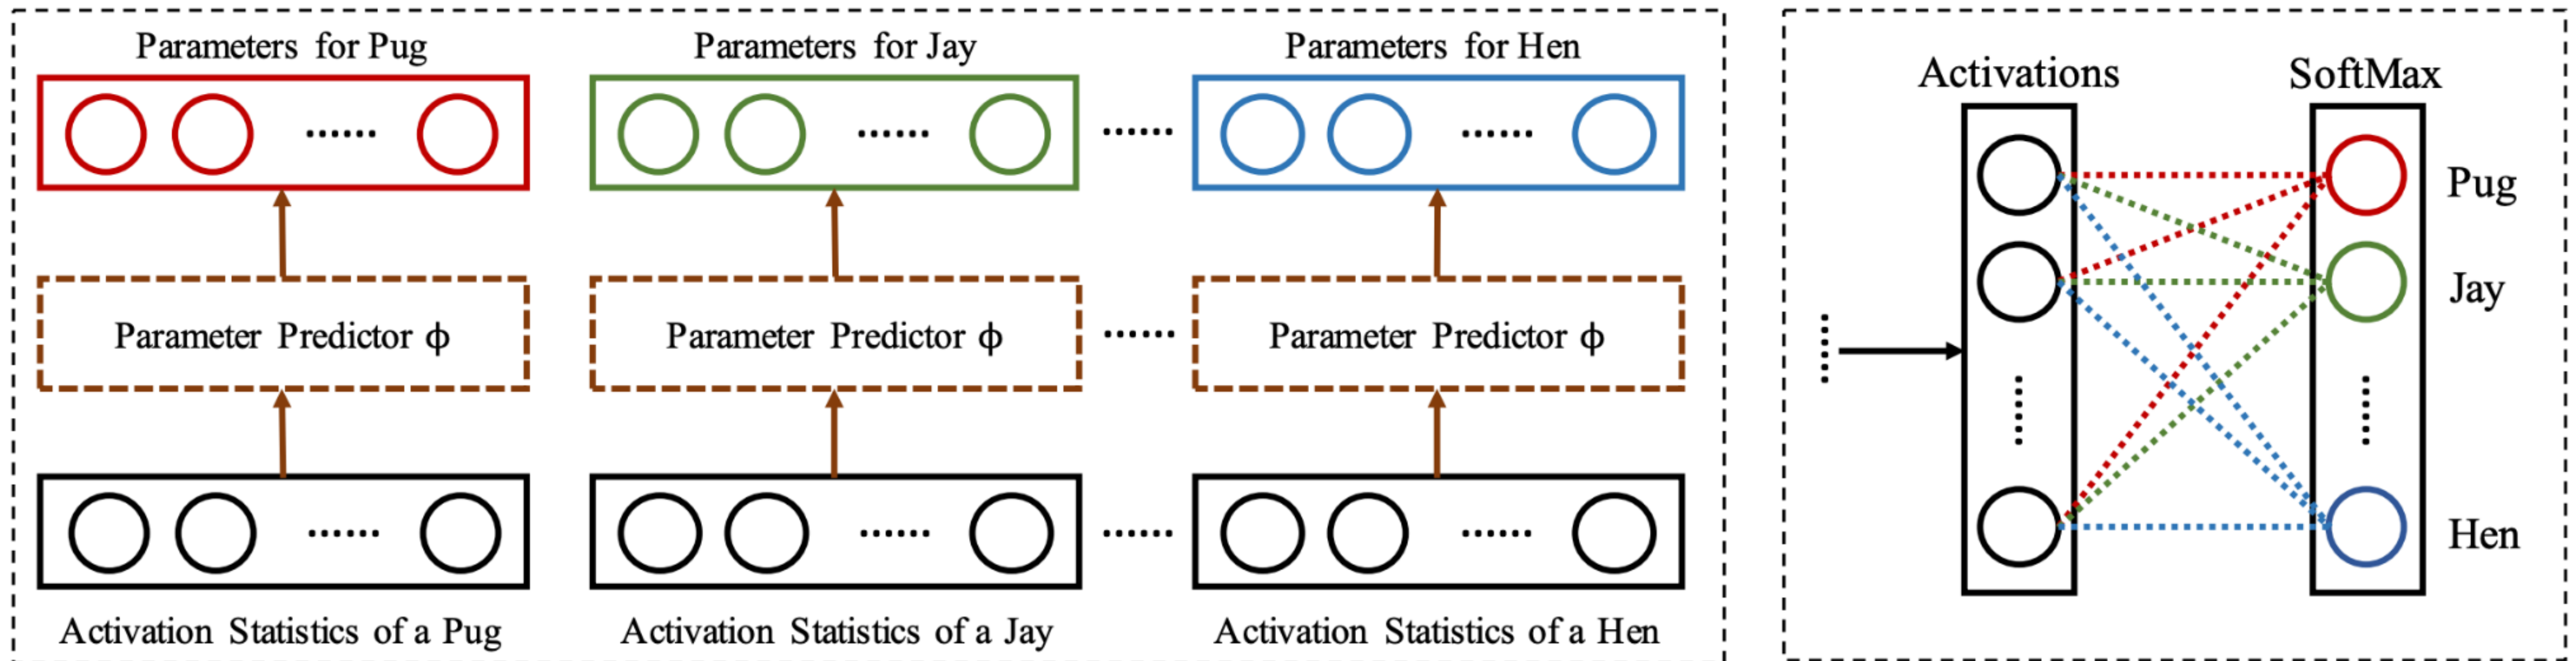 Parameters for Pug
Parameters for Jay
Parameters for Hen
Parameter Predictor ϕ
Parameter Predictor ϕ
Parameter Predictor ϕ
Activation Statistics of a Pug
Activation Statistics of a Jay
Activation Statistics of a Hen
Activations
SoftMax
Pug
Jay
Hen